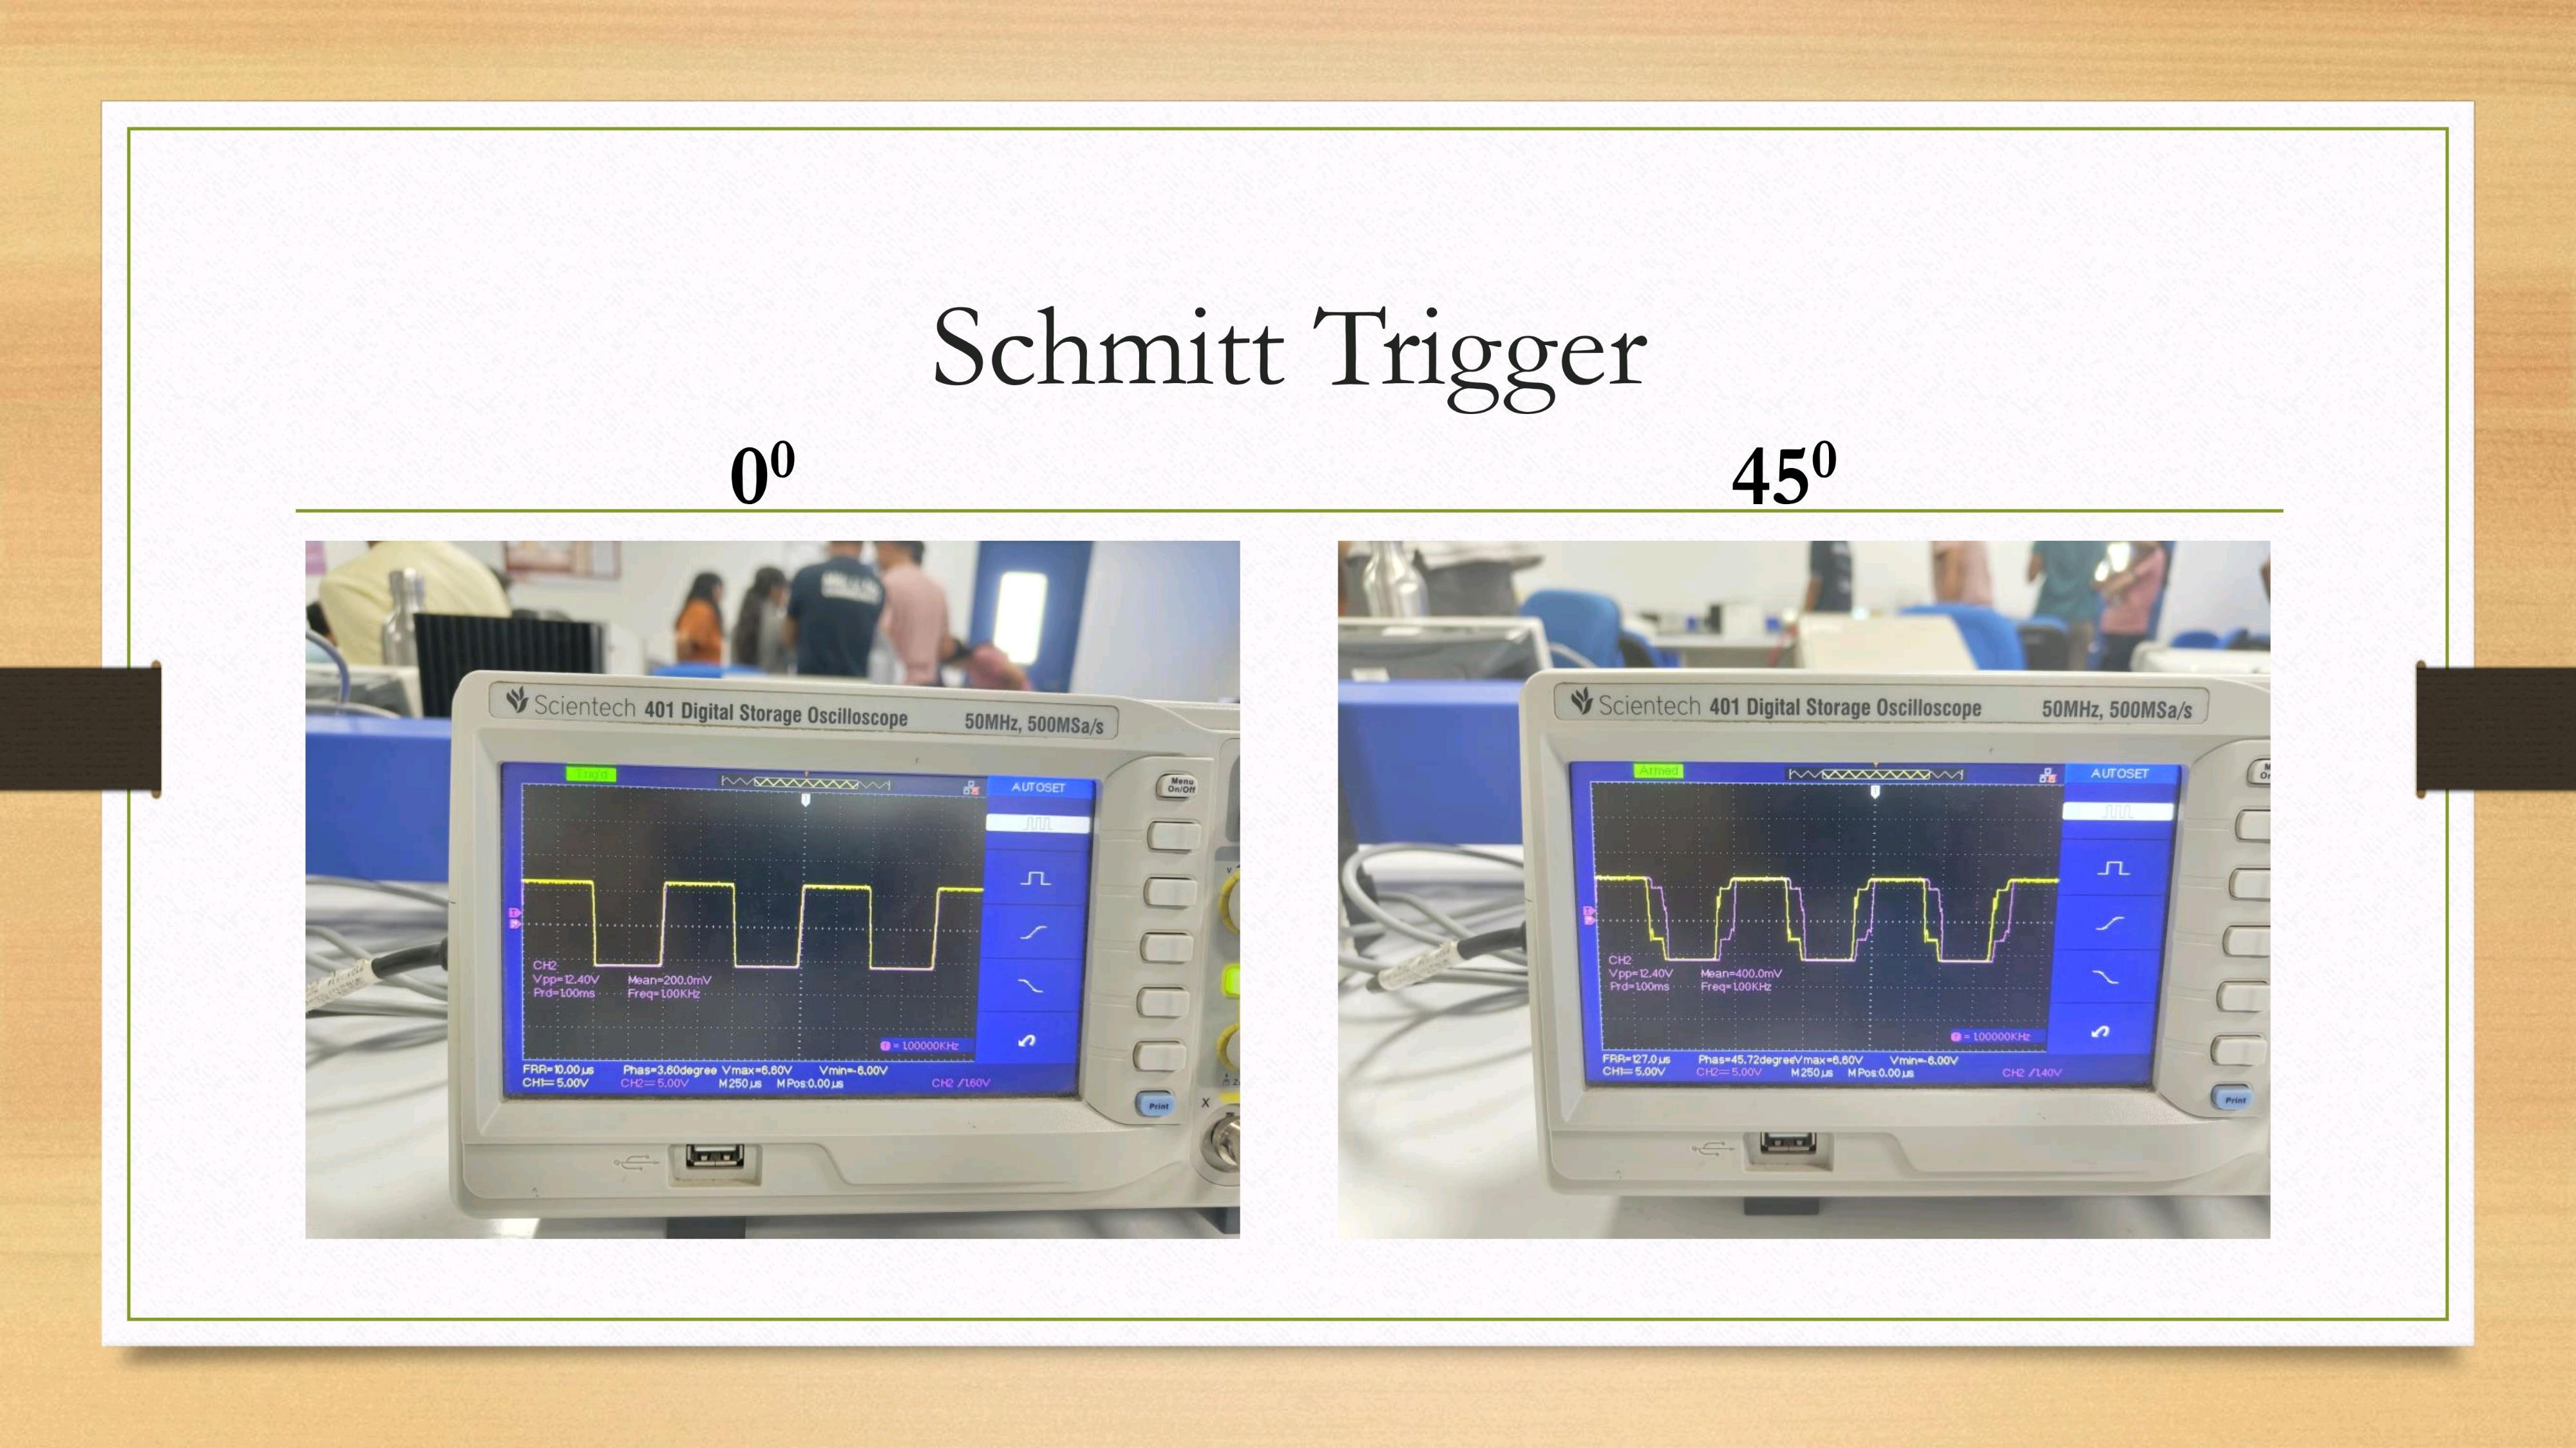 Schmitt Trigger
0⁰
45⁰
Scientech 401 Digital Storage Oscilloscope 50MHz, 500MSa/s
Trig'd
AUTOSET
Menu On/Off
CH2
Vpp=12.40V Mean=200.0mV
Prd=1.00ms Freq=1.00KHz
= 1.00000KHz
FRR=10.00µs Phas=3.60degree Vmax=6.60V Vmin=-6.00V
CH1= 5.00V CH2= 5.00V M 250µs M Pos:0.00µs CH2 /1.60V
Print
X
Scientech 401 Digital Storage Oscilloscope 50MHz, 500MSa/s
Armed
AUTOSET
CH2
Vpp=12.40V Mean=400.0mV
Prd=1.00ms Freq=1.00KHz
= 1.00000KHz
FRR=127.0µs Phas=45.72degree Vmax=6.60V Vmin=-6.00V
CH1= 5.00V CH2= 5.00V M 250µs M Pos:0.00µs CH2 /1.40V
Print